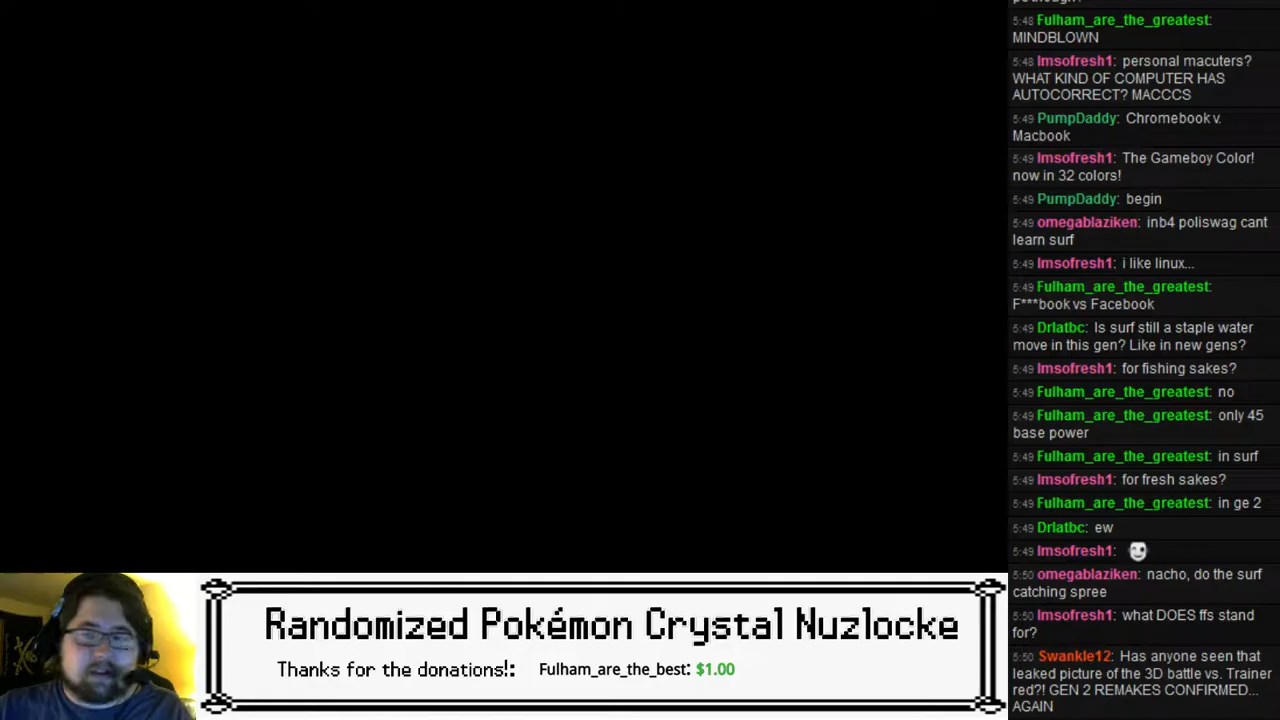 5:48 Fulham_are_the_greatest:
MINDBLOWN
5:48 Imsofresh1: personal macuters?
WHAT KIND OF COMPUTER HAS
AUTOCORRECT? MACCCS
5:49 PumpDaddy: Chromebook v.
Macbook
5:49 Imsofresh1: The Gameboy Color!
now in 32 colors!
5:49 PumpDaddy: begin
5:49 omegablaziken: inb4 poliswag cant
learn surf
5:49 Imsofresh1: i like linux...
5:49 Fulham_are_the_greatest:
F***book vs Facebook
5:49 Drlatbc: Is surf still a staple water
move in this gen? Like in new gens?
5:49 Imsofresh1: for fishing sakes?
5:49 Fulham_are_the_greatest: no
5:49 Fulham_are_the_greatest: only 45
base power
5:49 Fulham_are_the_greatest: in surf
5:49 Imsofresh1: for fresh sakes?
5:49 Fulham_are_the_greatest: in ge 2
5:49 Drlatbc: ew
5:49 Imsofresh1:
5:50 omegablaziken: nacho, do the surf
catching spree
5:50 Imsofresh1: what DOES ffs stand
for?
5:50 Swankle12: Has anyone seen that
leaked picture of the 3D battle vs. Trainer
red?! GEN 2 REMAKES CONFIRMED...
AGAIN
Randomized Pokémon Crystal Nuzlocke
Thanks for the donations!: Fulham_are_the_best: $1.00